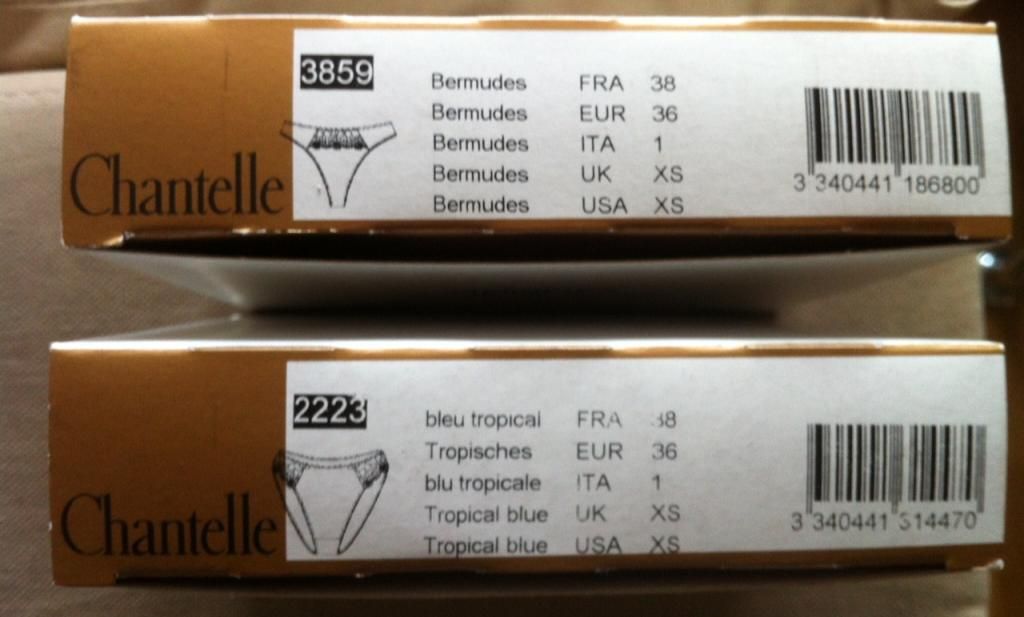 3859
Bermudes FRA 38
Bermudes EUR 36
Bermudes ITA 1
Bermudes UK XS
Bermudes USA XS
Chantelle
3 340441 186800
2223
bleu tropical FRA 38
Tropisches EUR 36
blu tropicale ITA 1
Tropical blue UK XS
Tropical blue USA XS
Chantelle
3 340441 314470